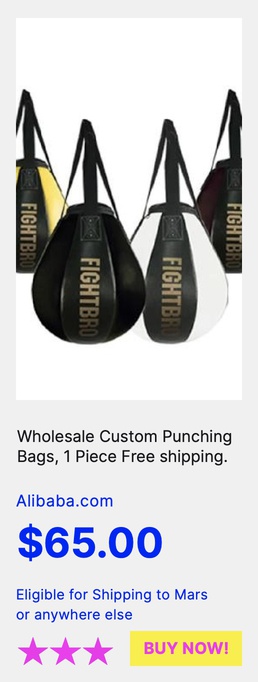 FIGHTBRO
FIGHTBRO
FIGHTBRO
FIGHTBRO
Wholesale Custom Punching
Bags, 1 Piece Free shipping.
Alibaba.com
$65.00
Eligible for Shipping to Mars
or anywhere else
BUY NOW!